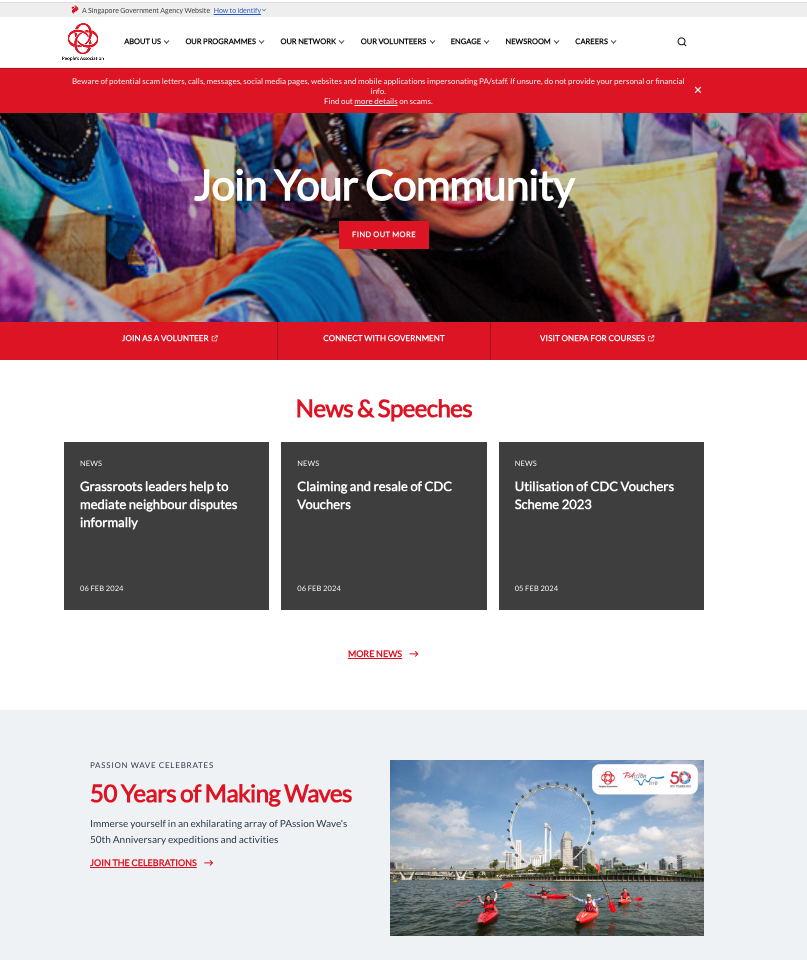 A Singapore Government Agency Website How to identify
People's Association
ABOUT US OUR PROGRAMMES OUR NETWORK OUR VOLUNTEERS ENGAGE NEWSROOM CAREERS
Beware of potential scam letters, calls, messages, social media pages, websites and mobile applications impersonating PA/staff. If unsure, do not provide your personal or financial
info.
Find out more details on scams.
Join Your Community
FIND OUT MORE
JOIN AS A VOLUNTEER CONNECT WITH GOVERNMENT VISIT ONEPA FOR COURSES
News & Speeches
NEWS
Grassroots leaders help to
mediate neighbour disputes
informally
06 FEB 2024
NEWS
Claiming and resale of CDC
Vouchers
06 FEB 2024
NEWS
Utilisation of CDC Vouchers
Scheme 2023
05 FEB 2024
MORE NEWS
PASSION WAVE CELEBRATES
50 Years of Making Waves
Immerse yourself in an exhilarating array of PAssion Wave's
50th Anniversary expeditions and activities
JOIN THE CELEBRATIONS
PAssion
50